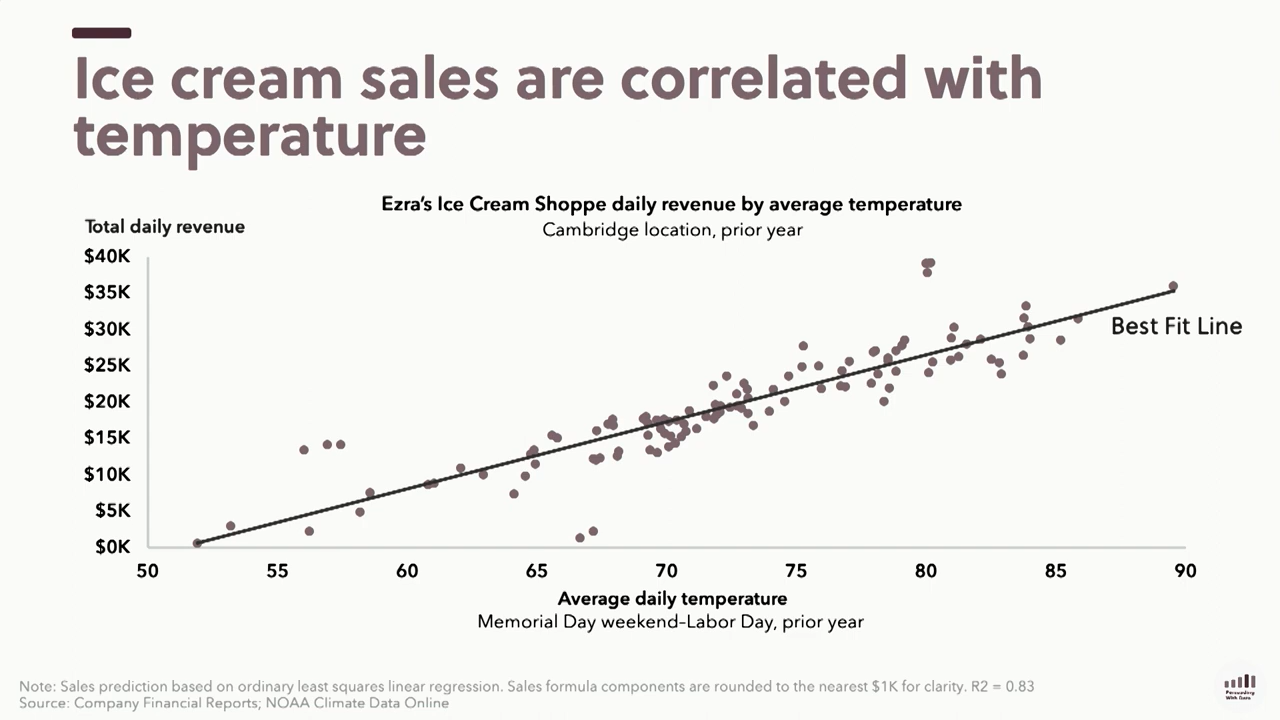 Ice cream sales are correlated with
temperature
Ezra's Ice Cream Shoppe daily revenue by average temperature
Cambridge location, prior year
Total daily revenue
$40K
$35K
$30K
$25K
$20K
$15K
$10K
$5K
$0K
Best Fit Line
50 55 60 65 70 75 80 85 90
Average daily temperature
Memorial Day weekend–Labor Day, prior year
Note: Sales prediction based on ordinary least squares linear regression. Sales formula components are rounded to the nearest $1K for clarity. R2 = 0.83
Source: Company Financial Reports; NOAA Climate Data Online
Persuading
With Data